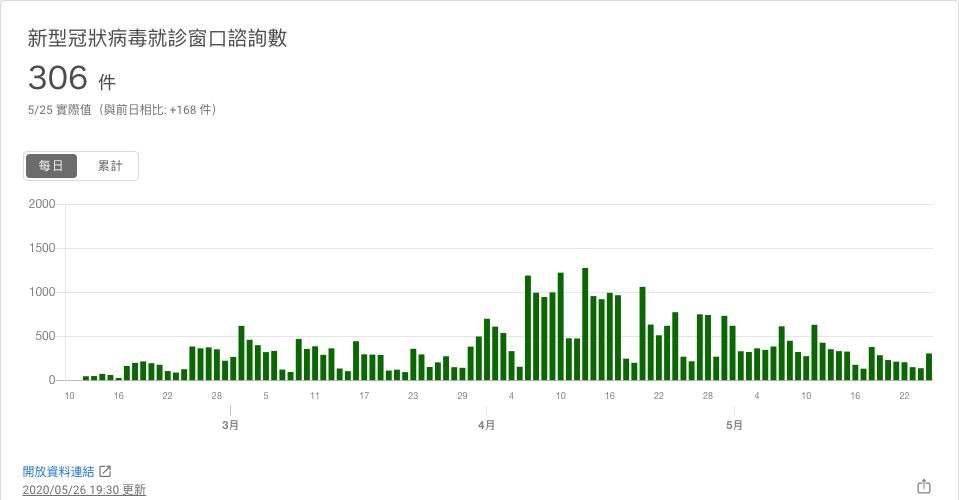 新型冠狀病毒就診窗口諮詢數
306 件
5/25 實際值（與前日相比: +168 件）
每日 累計
2000
1500
1000
500
0
10 16 22 28 5 11 17 23 29 4 10 16 22 28 4 10 16 22
3月 4月 5月
開放資料連結
2020/05/26 19:30 更新